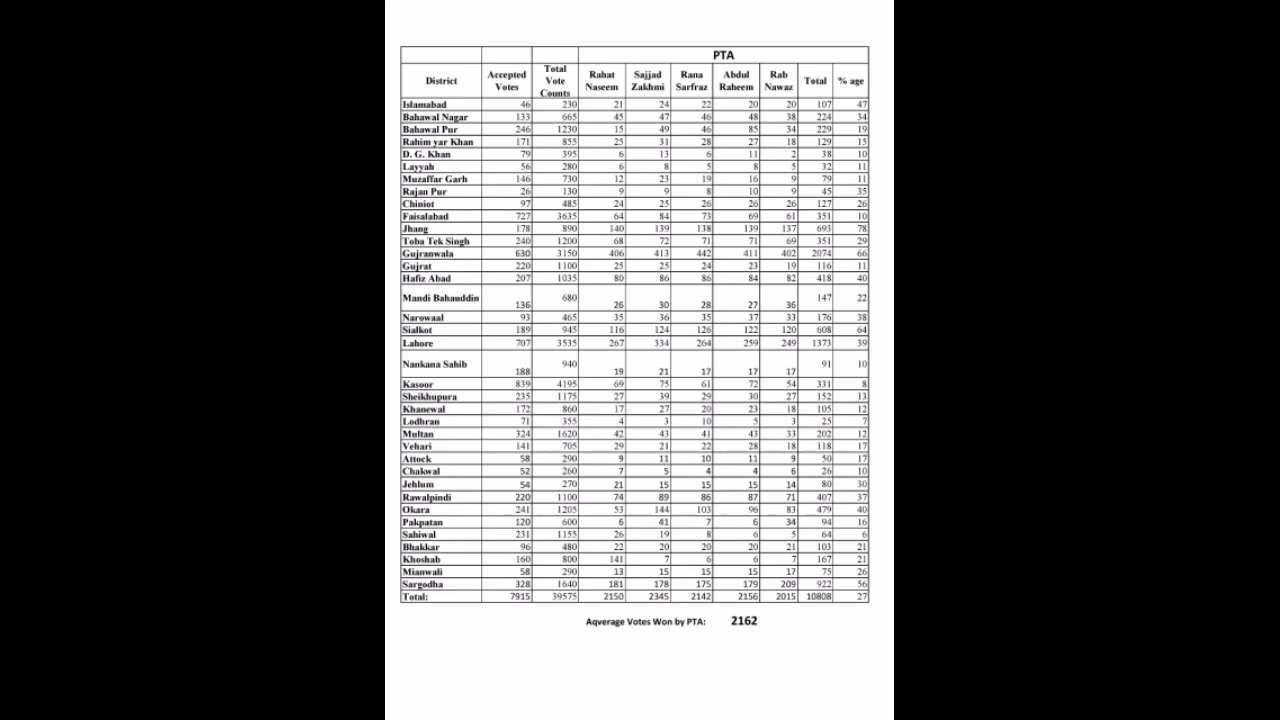 PTA
District Accepted Votes Total Vote Counts Rahat Naseem Sajjad Zakhmi Rana Sarfraz Abdul Raheem Rab Nawaz Total % age
Islamabad 46 230 21 24 22 20 20 107 47
Bahawal Nagar 133 665 45 47 46 48 38 224 34
Bahawal Pur 246 1230 15 49 46 85 34 229 19
Rahim yar Khan 171 855 25 31 28 27 18 129 15
D. G. Khan 79 395 6 13 6 11 2 38 10
Layyah 56 280 6 8 5 8 5 32 11
Muzaffar Garh 146 730 12 23 19 16 9 79 11
Rajan Pur 26 130 9 9 8 10 9 45 35
Chiniot 97 485 24 25 26 26 26 127 26
Faisalabad 727 3635 64 84 73 69 61 351 10
Jhang 178 890 140 139 138 139 137 693 78
Toba Tek Singh 240 1200 68 72 71 71 69 351 29
Gujranwala 630 3150 406 413 442 411 402 2074 66
Gujrat 220 1100 25 25 24 23 19 116 11
Hafiz Abad 207 1035 80 86 86 84 82 418 40
Mandi Bahauddin 136 680 26 30 28 27 36 147 22
Narowaal 93 465 35 36 35 37 33 176 38
Sialkot 189 945 116 124 126 122 120 608 64
Lahore 707 3535 267 334 264 259 249 1373 39
Nankana Sahib 188 940 19 21 17 17 17 91 10
Kasoor 839 4195 69 75 61 72 54 331 8
Sheikhupura 235 1175 27 39 29 30 27 152 13
Khanewal 172 860 17 27 20 23 18 105 12
Lodhran 71 355 4 3 10 5 3 25 7
Multan 324 1620 42 43 41 43 33 202 12
Vehari 141 705 29 21 22 28 18 118 17
Attock 58 290 9 11 10 11 9 50 17
Chakwal 52 260 7 5 4 4 6 26 10
Jehlum 54 270 21 15 15 15 14 80 30
Rawalpindi 220 1100 74 89 86 87 71 407 37
Okara 241 1205 53 144 103 96 83 479 40
Pakpatan 120 600 6 41 7 6 34 94 16
Sahiwal 231 1155 26 19 8 6 5 64 6
Bhakkar 96 480 22 20 20 20 21 103 21
Khoshab 160 800 141 7 6 6 7 167 21
Mianwali 58 290 13 15 15 15 17 75 26
Sargodha 328 1640 181 178 175 179 209 922 56
Total: 7915 39575 2150 2345 2142 2156 2015 10808 27
Aqverage Votes Won by PTA: 2162